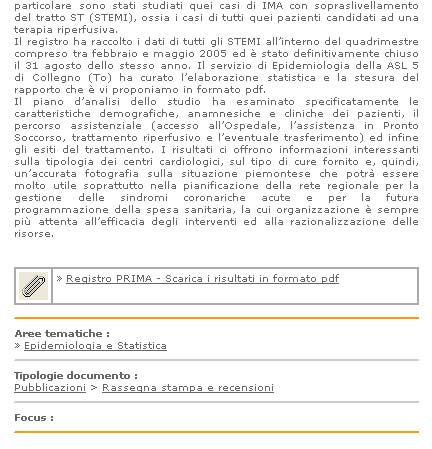 particolare sono stati studiati quei casi di IMA con sopraslivellamento
del tratto ST (STEMI), ossia i casi di tutti quei pazienti candidati ad una
terapia riperfusiva.
Il registro ha raccolto i dati di tutti gli STEMI all'interno del quadrimestre
compreso tra febbraio e maggio 2005 ed è stato definitivamente chiuso
il 31 agosto dello stesso anno. Il servizio di Epidemiologia della ASL 5
di Collegno (To) ha curato l'elaborazione statistica e la stesura del
rapporto che è vi proponiamo in formato pdf.
Il piano d'analisi dello studio ha esaminato specificatamente le
caratteristiche demografiche, anamnesiche e cliniche dei pazienti, il
percorso assistenziale (accesso all'Ospedale, l'assistenza in Pronto
Soccorso, trattamento riperfusivo e l'eventuale trasferimento) ed infine
gli esiti del trattamento. I risultati ci offrono informazioni interessanti
sulla tipologia dei centri cardiologici, sul tipo di cure fornito e, quindi,
un'accurata fotografia sulla situazione piemontese che potrà essere
molto utile soprattutto nella pianificazione della rete regionale per la
gestione delle sindromi coronariche acute e per la futura
programmazione della spesa sanitaria, la cui organizzazione è sempre
più attenta all'efficacia degli interventi ed alla razionalizzazione delle
risorse.
» Registro PRIMA - Scarica i risultati in formato pdf
Aree tematiche :
» Epidemiologia e Statistica
Tipologie documento :
Pubblicazioni > Rassegna stampa e recensioni
Focus :